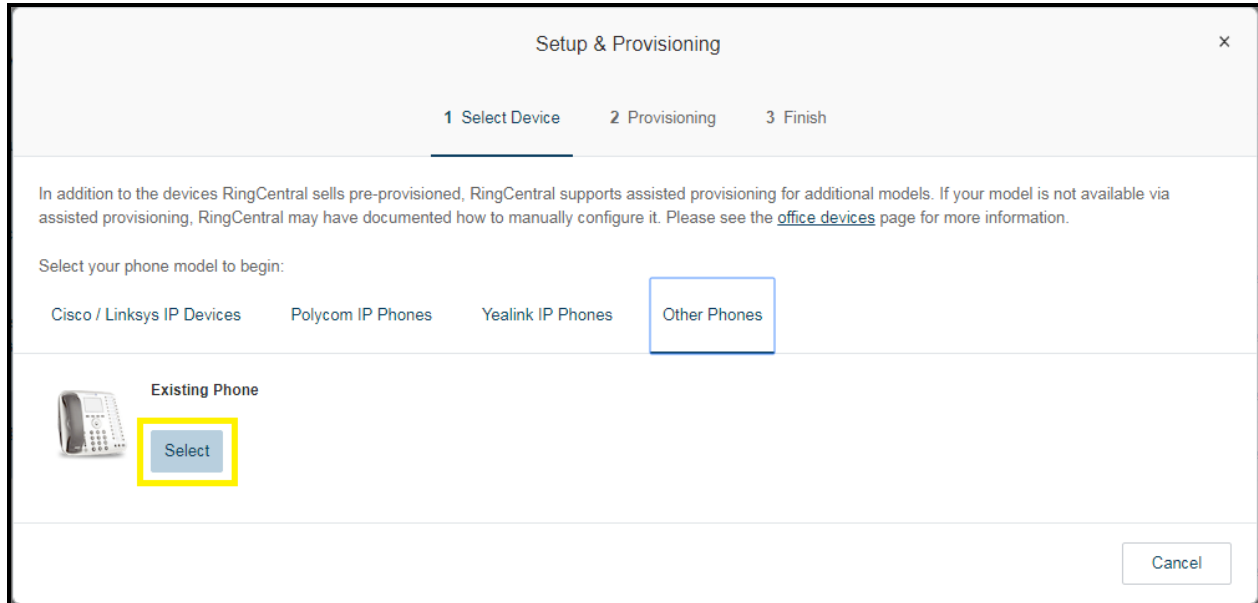 Setup & Provisioning
×
1 Select Device 2 Provisioning 3 Finish
In addition to the devices RingCentral sells pre-provisioned, RingCentral supports assisted provisioning for additional models. If your model is not available via
assisted provisioning, RingCentral may have documented how to manually configure it. Please see the office devices page for more information.
Select your phone model to begin:
Cisco / Linksys IP Devices Polycom IP Phones Yealink IP Phones Other Phones
Existing Phone
Select
Cancel